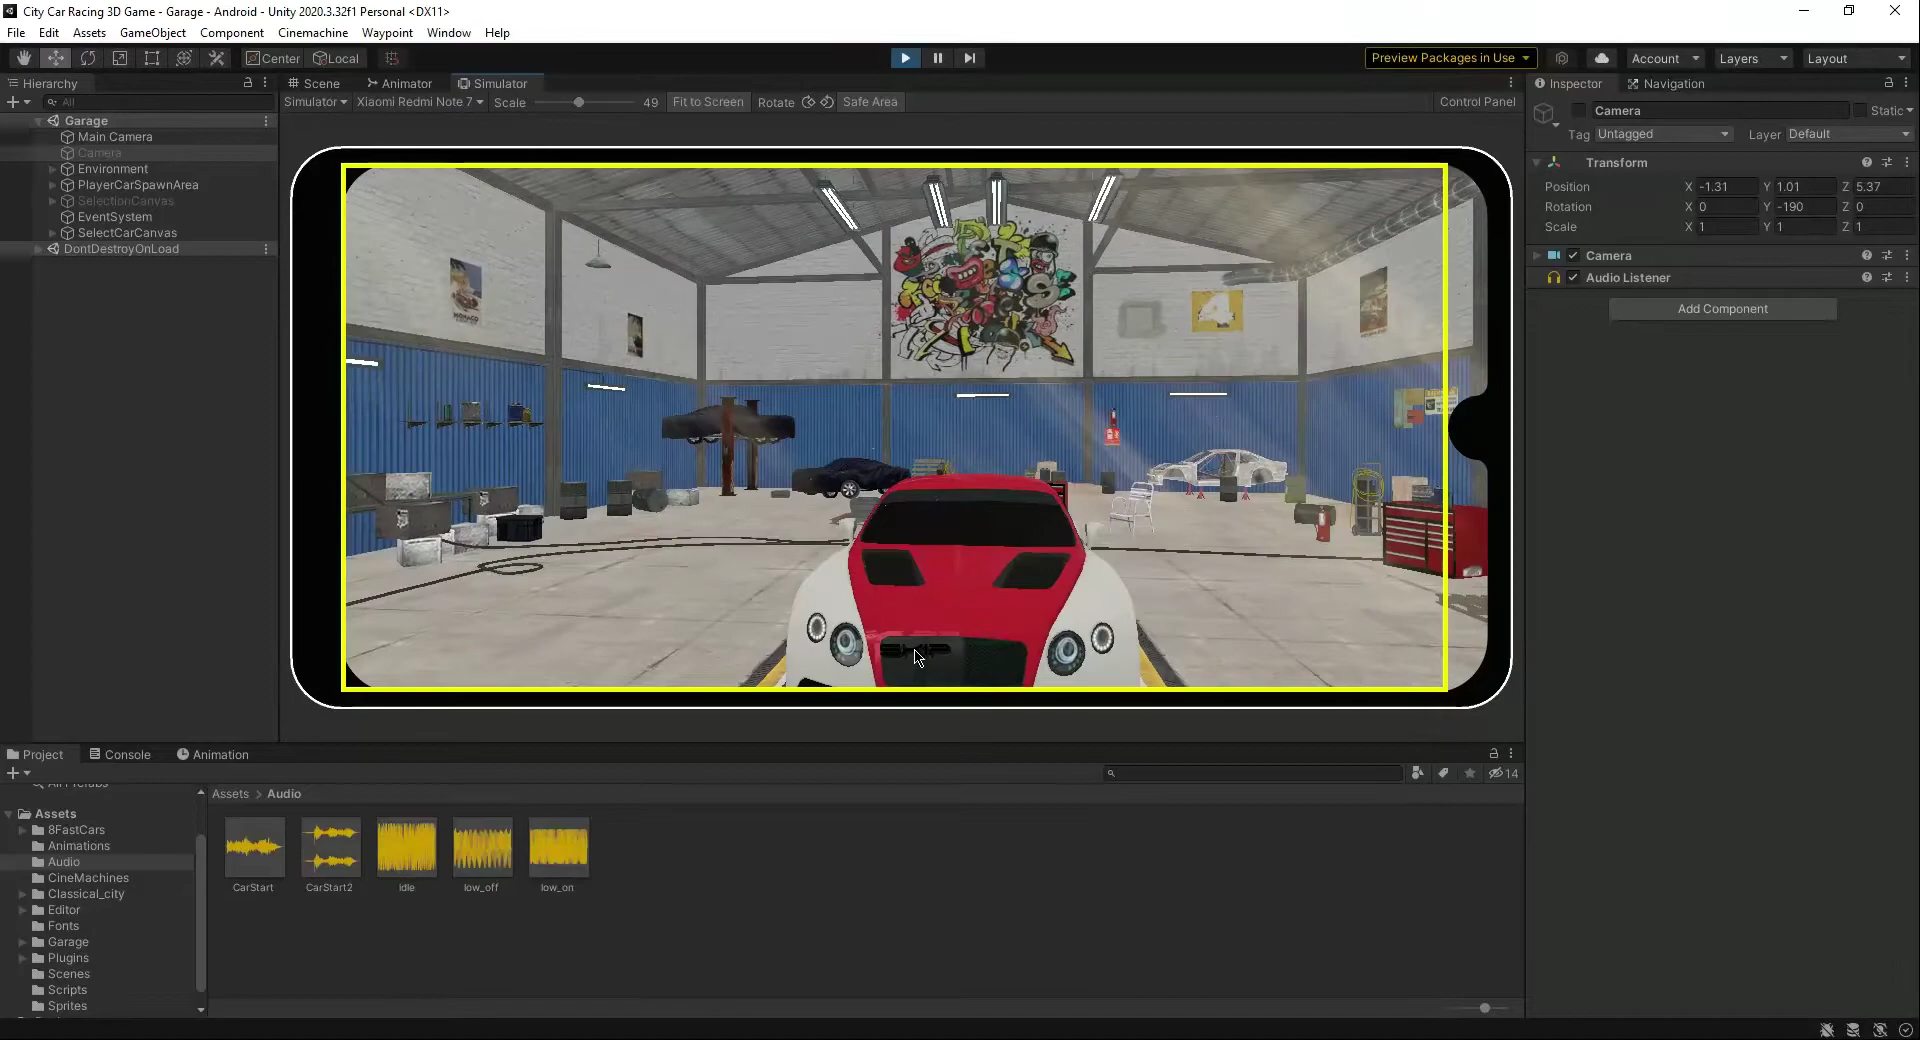 City Car Racing 3D Game - Garage - Android - Unity 2020.3.32f1 Personal <DX11>
File Edit Assets GameObject Component Cinemachine Waypoint Window Help
Center Local Preview Packages in Use Account Layers Layout
Hierarchy Scene Animator Simulator Inspector Navigation
All Simulator Xiaomi Redmi Note 7 Scale 49 Fit to Screen Rotate Safe Area Control Panel
Camera Static
Garage
Main Camera
Camera
Environment
PlayerCarSpawnArea
SelectionCanvas
EventSystem
SelectCarCanvas
DontDestroyOnLoad
Tag Untagged Layer Default
Transform
Position X -1.31 Y 1.01 Z 5.37
Rotation X 0 Y -190 Z 0
Scale X 1 Y 1 Z 1
Camera
Audio Listener
Add Component
MONACO
Project Console Animation
14
All Prefabs
Assets
8FastCars
Animations
Audio
CineMachines
Classical_city
Editor
Fonts
Garage
Plugins
Scenes
Scripts
Sprites
Assets > Audio
CarStart CarStart2 idle low_off low_on